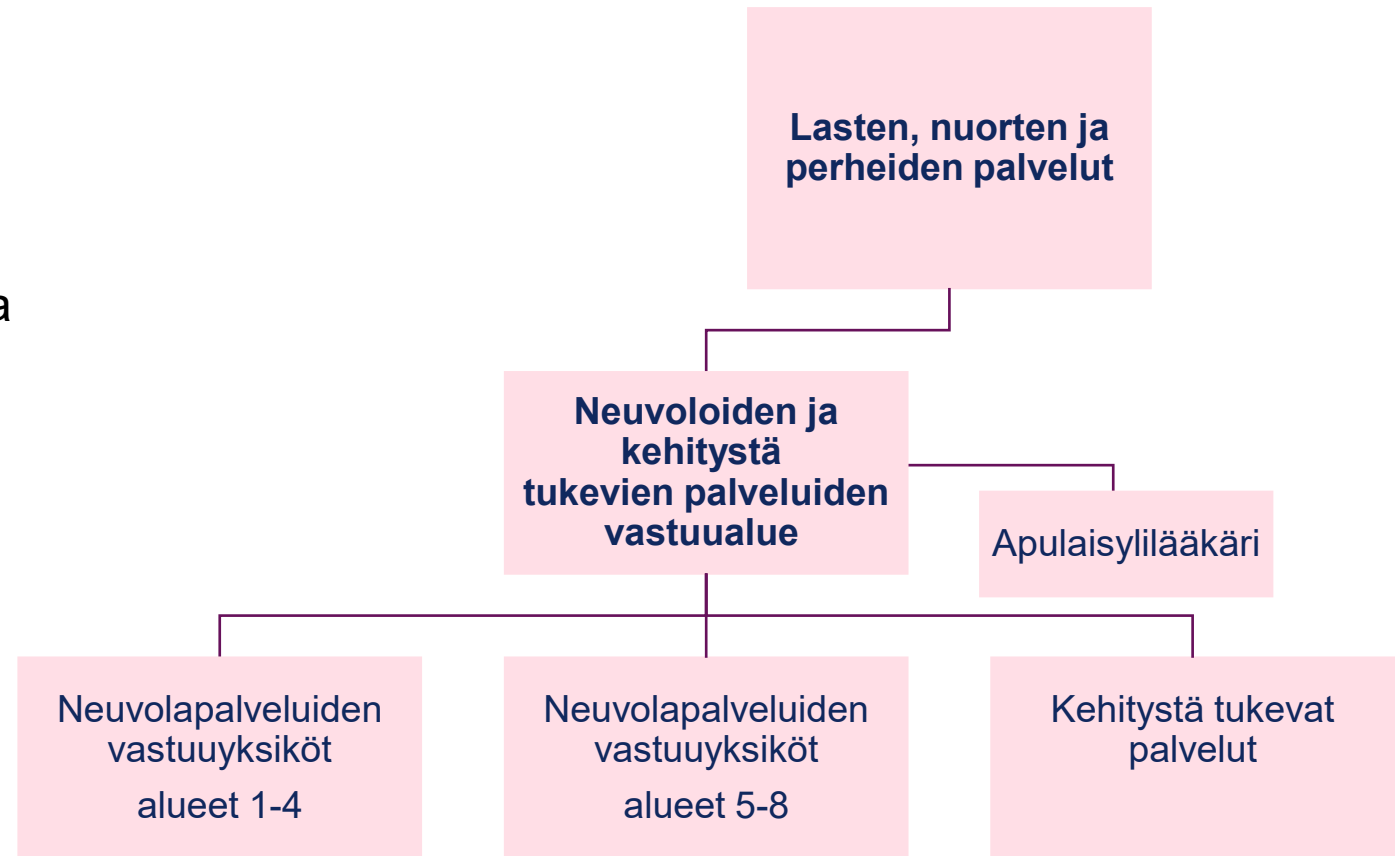 Lasten, nuorten ja
perheiden palvelut
a
Neuvoloiden ja
kehitystä
tukevien palveluiden
vastuualue
Apulaisylilääkäri
Neuvolapalveluiden
vastuuyksiköt
alueet 1-4
Neuvolapalveluiden
vastuuyksiköt
alueet 5-8
Kehitystä tukevat
palvelut